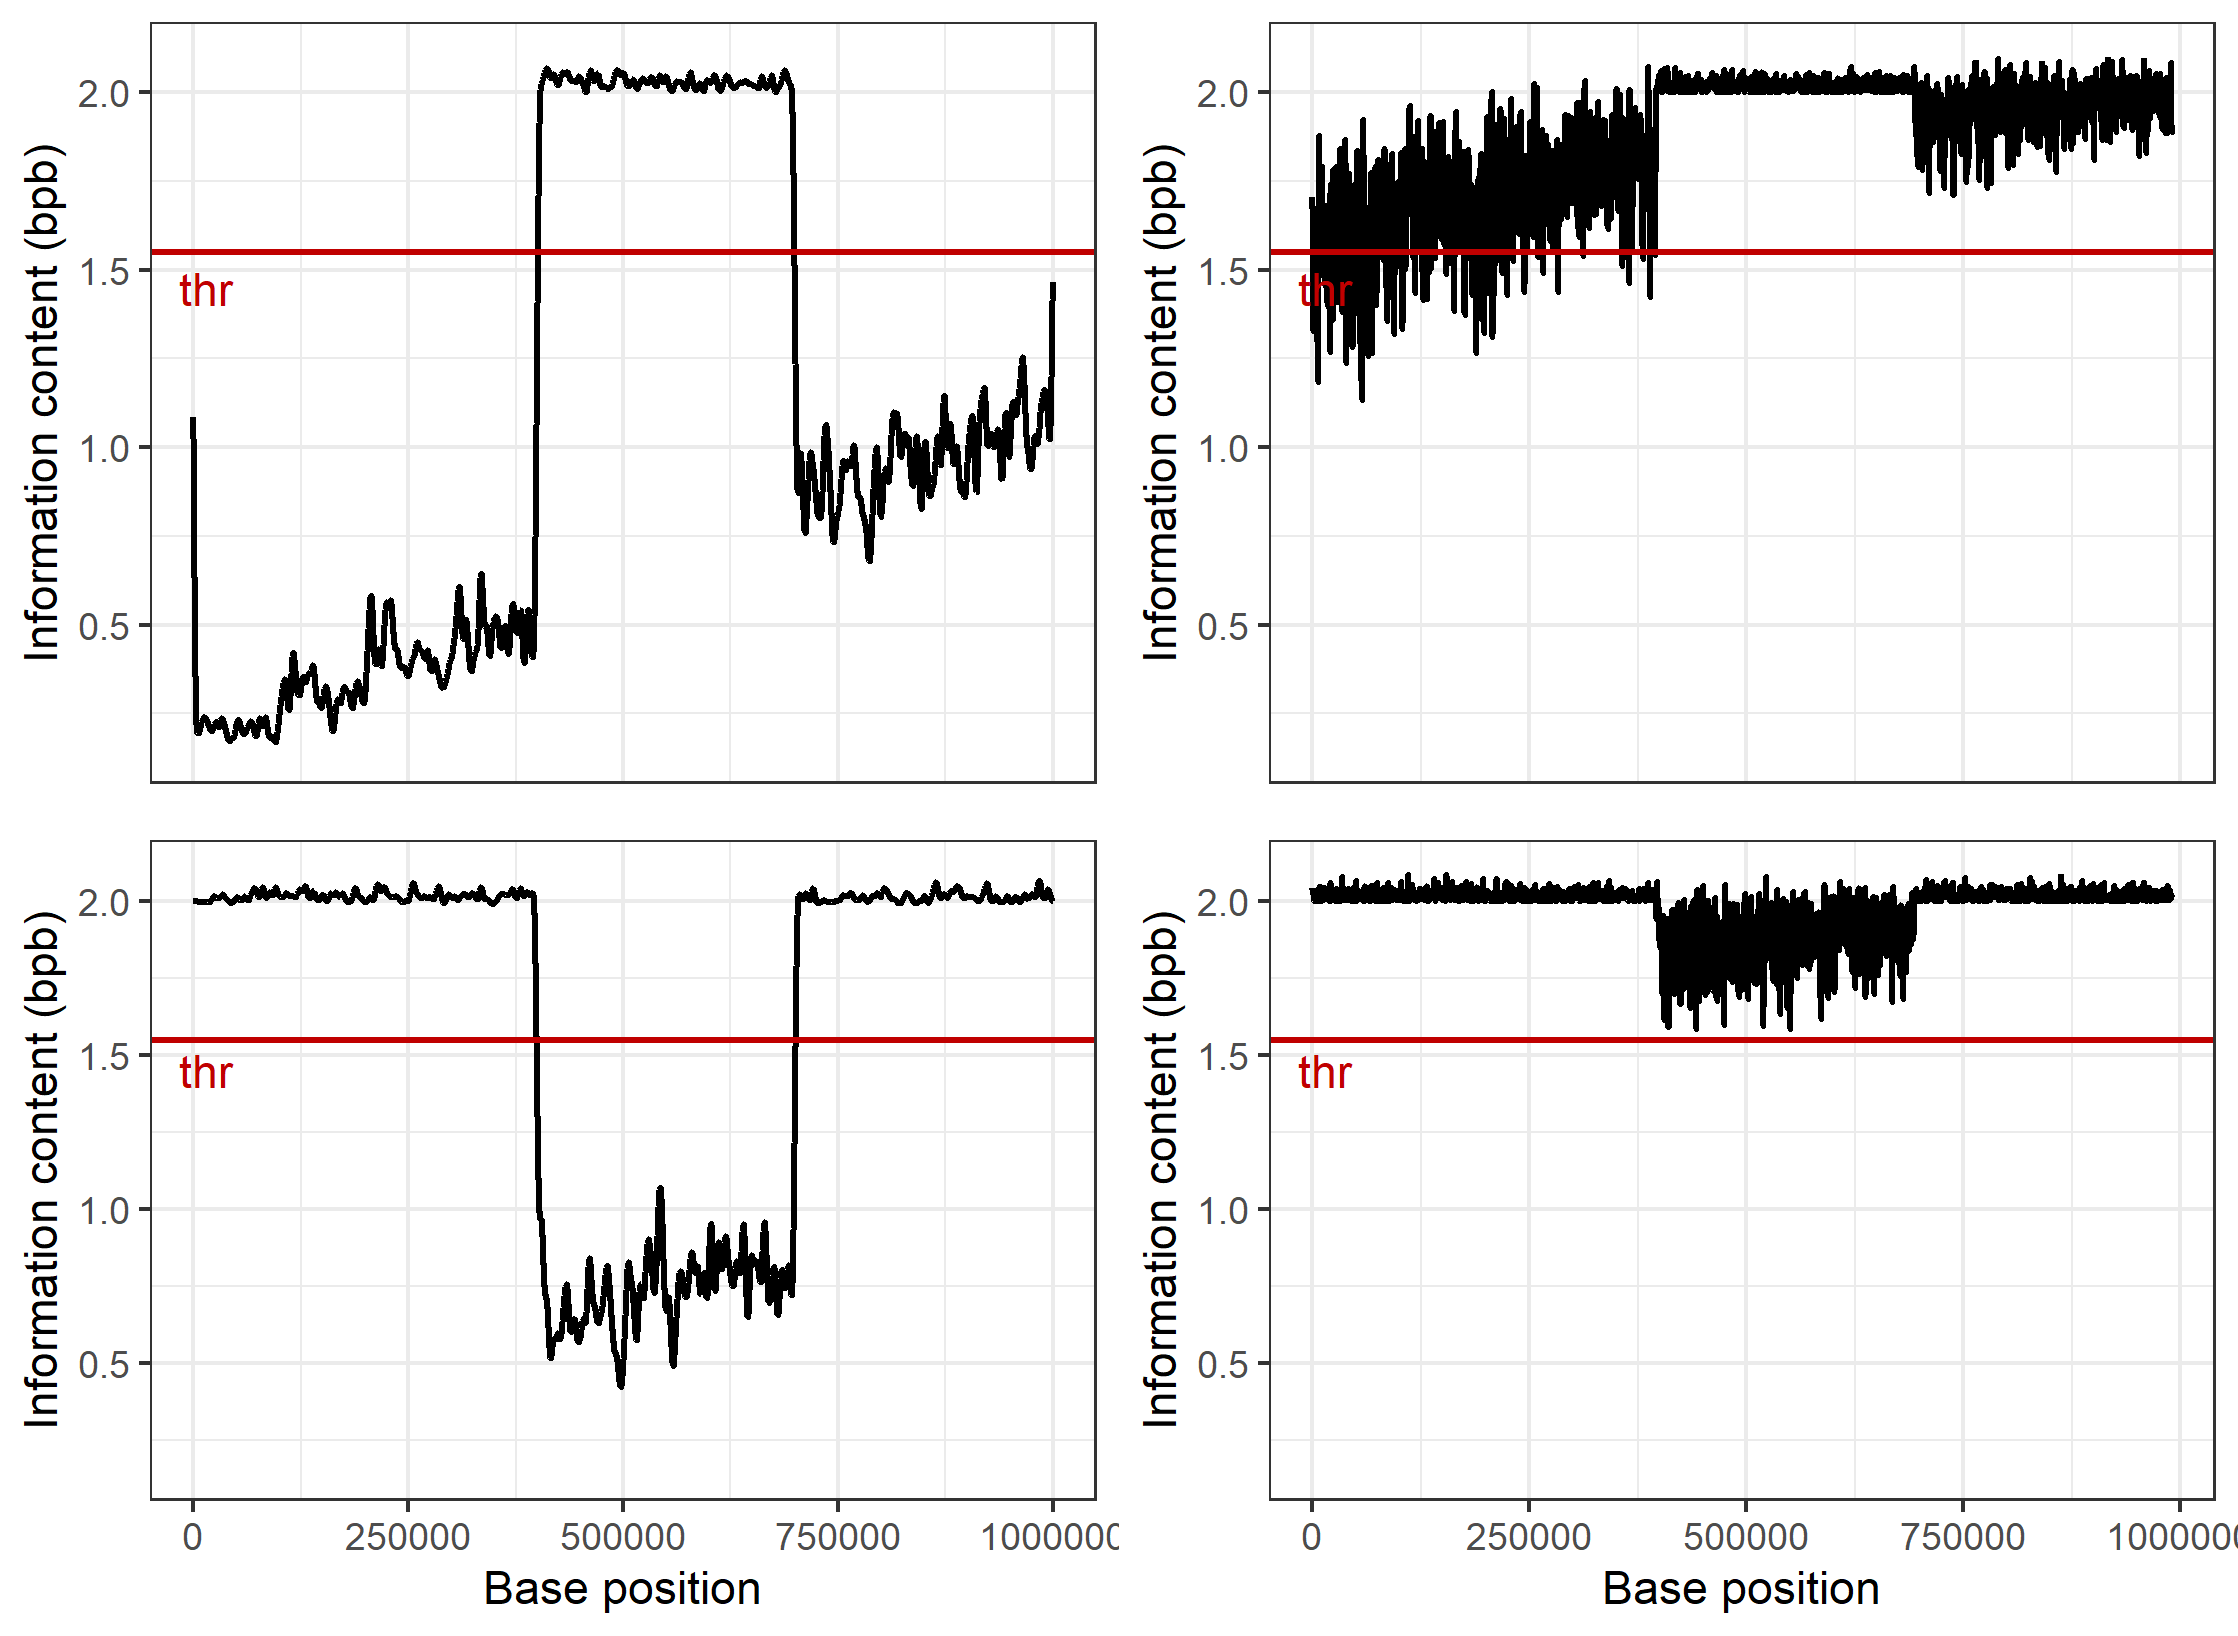 Information content (bpb)
2.0
1.5
1.0
0.5
thr
Information content (bpb)
2.0
1.5
1.0
0.5
thr
Information content (bpb)
2.0
1.5
1.0
0.5
thr
0 250000 500000 750000 1000000
Base position
Information content (bpb)
2.0
1.5
1.0
0.5
thr
0 250000 500000 750000 1000000
Base position